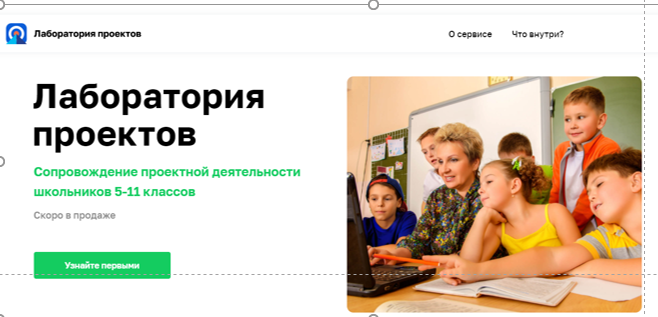 Лаборатория проектов
О сервисе
Что внутри?
Лаборатория
проектов
Сопровождение проектной деятельности
школьников 5-11 классов
Скоро в продаже
Узнайте первыми